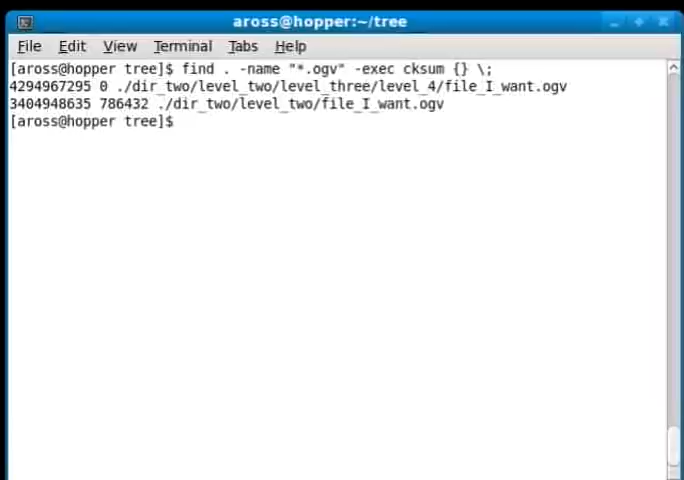 aross@hopper:~/tree
File Edit View Terminal Tabs Help
[aross@hopper tree]$ find . -name "*.ogv" -exec cksum {} \;
4294967295 0 ./dir_two/level_two/level_three/level_4/file_I_want.ogv
3404948635 786432 ./dir_two/level_two/file_I_want.ogv
[aross@hopper tree]$